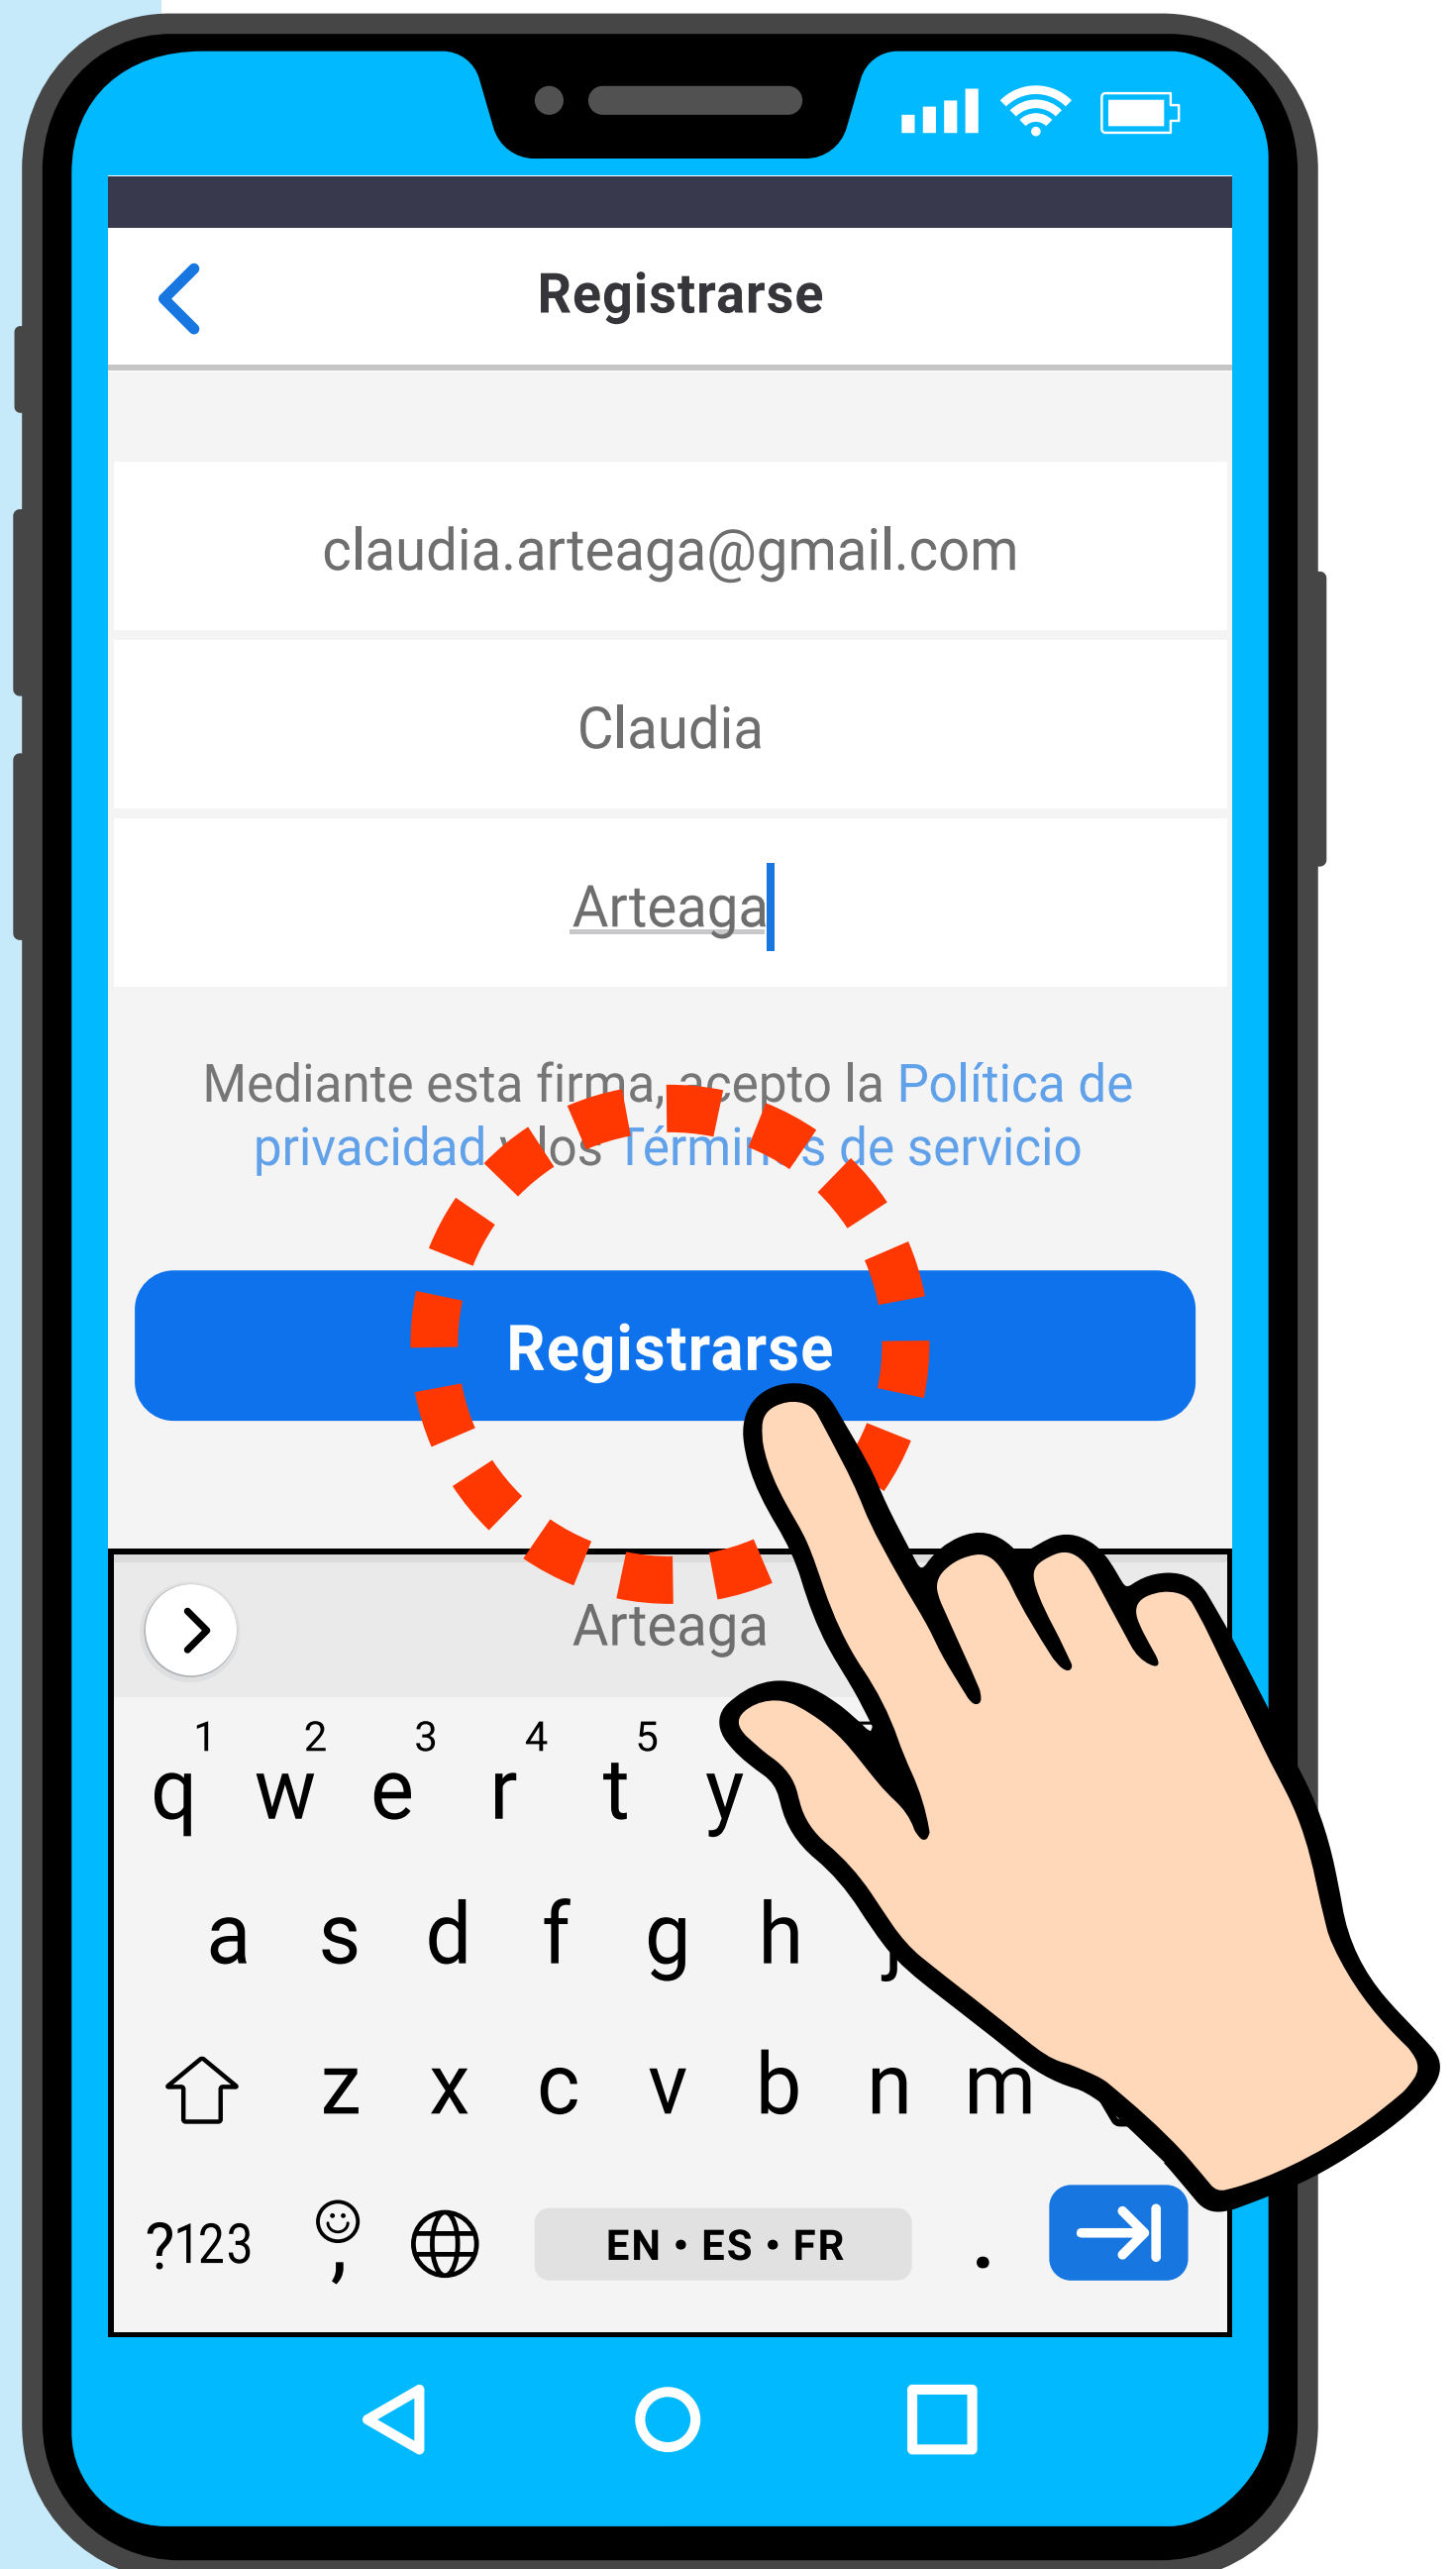 Registrarse
claudia.arteaga@gmail.com
Claudia
Arteaga
Mediante esta firma, acepto la Política de
privacidad y los Términos de servicio
Registrarse
Arteaga
1 2 3 4 5
q w e r t y
a s d f g h j
z x c v b n m
?123 , EN • ES • FR .